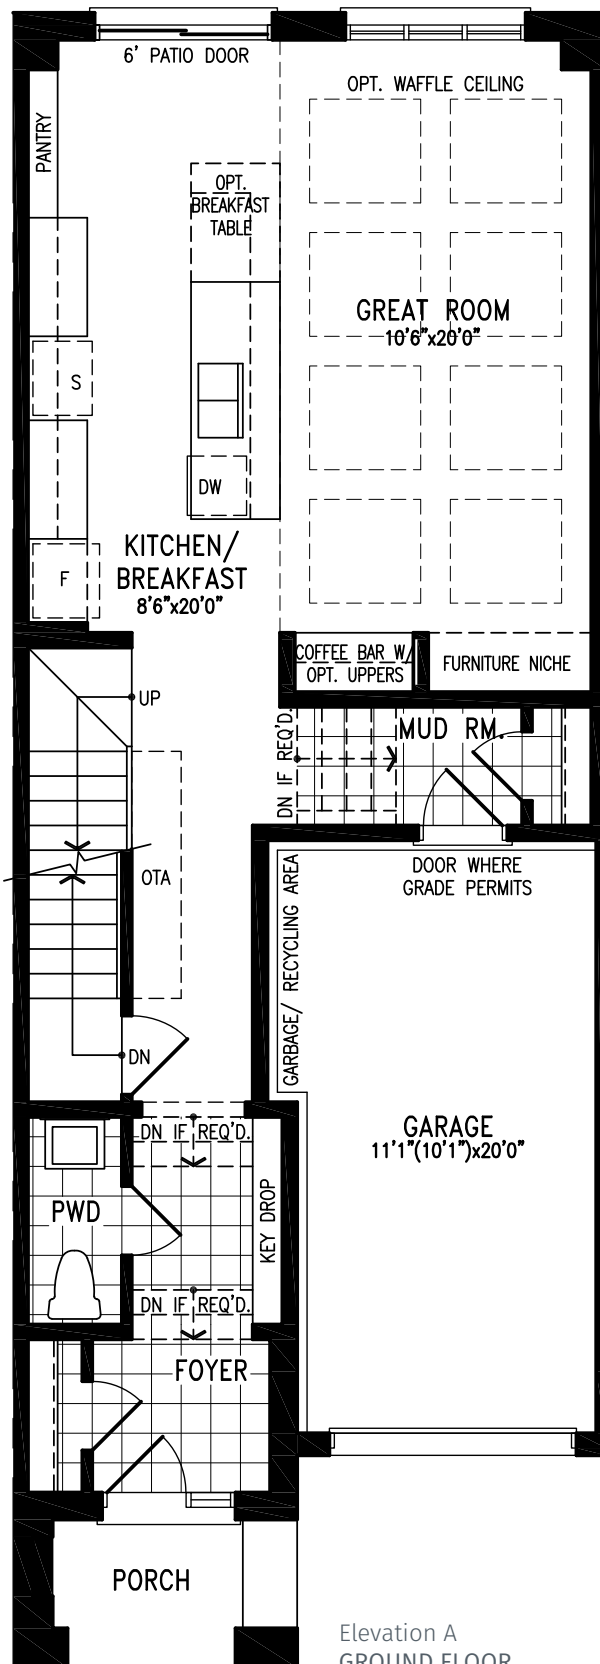 6' PATIO DOOR
OPT. WAFFLE CEILING
PANTRY
OPT.
BREAKFAST
TABLE
GREAT ROOM
10'6"x20'0"
S
DW
KITCHEN/
BREAKFAST
8'6"x20'0"
F
COFFEE BAR W/
OPT. UPPERS
FURNITURE NICHE
UP
DN IF REQ'D.
MUD RM.
OTA
DOOR WHERE
GRADE PERMITS
GARBAGE/ RECYCLING AREA
DN
GARAGE
11'1"(10'1")x20'0"
DN IF REQ'D.
PWD
KEY DROP
DN IF REQ'D.
FOYER
PORCH
Elevation A
GROUND FLOOR